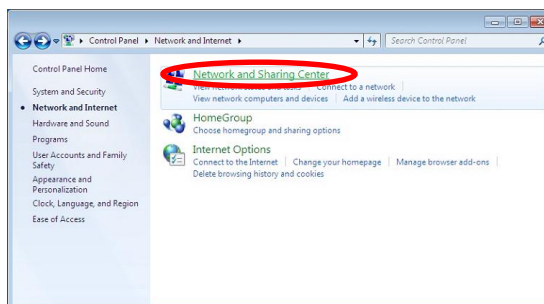 Control Panel ▸ Network and Internet ▸
Search Control Panel
Control Panel Home
System and Security
Network and Internet
Hardware and Sound
Programs
User Accounts and Family
Safety
Appearance and
Personalization
Clock, Language, and Region
Ease of Access
Network and Sharing Center
View network Connect to a network
View network computers and devices Add a wireless device to the network
HomeGroup
Choose homegroup and sharing options
Internet Options
Connect to the Internet Change your homepage Manage browser add-ons
Delete browsing history and cookies